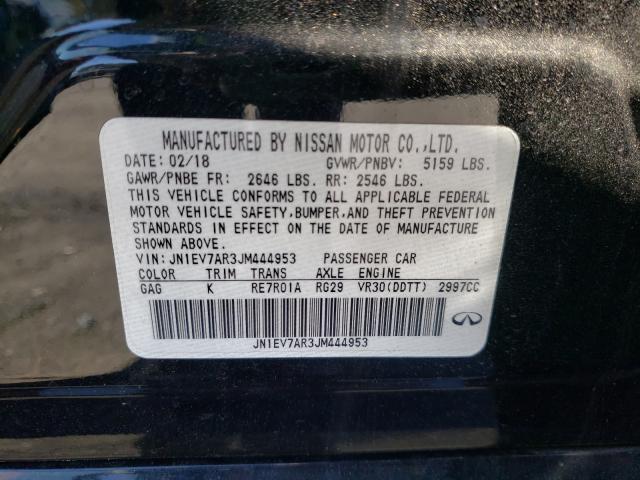 MANUFACTURED BY NISSAN MOTOR CO.,LTD.
DATE: 02/18 GVWR/PNBV: 5159 LBS.
GAWR/PNBE FR: 2646 LBS. RR: 2546 LBS.
THIS VEHICLE CONFORMS TO ALL APPLICABLE FEDERAL
MOTOR VEHICLE SAFETY, BUMPER, AND THEFT PREVENTION
STANDARDS IN EFFECT ON THE DATE OF MANUFACTURE
SHOWN ABOVE.
VIN: JN1EV7AR3JM444953 PASSENGER CAR
COLOR TRIM TRANS AXLE ENGINE
GAG K RE7R01A RG29 VR30(DDTT) 2997CC
JN1EV7AR3JM444953